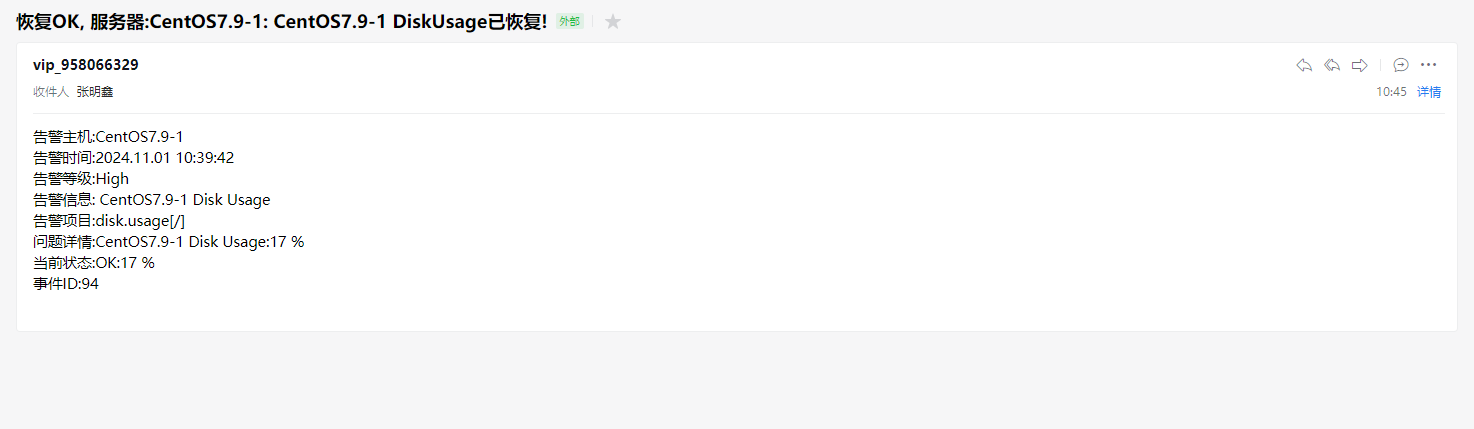 恢复OK, 服务器:CentOS7.9-1: CentOS7.9-1 DiskUsage已恢复! 外部
vip_958066329
收件人 张明鑫 10:45 详情
告警主机:CentOS7.9-1
告警时间:2024.11.01 10:39:42
告警等级:High
告警信息: CentOS7.9-1 Disk Usage
告警项目:disk.usage[/]
问题详情:CentOS7.9-1 Disk Usage:17 %
当前状态:OK:17 %
事件ID:94